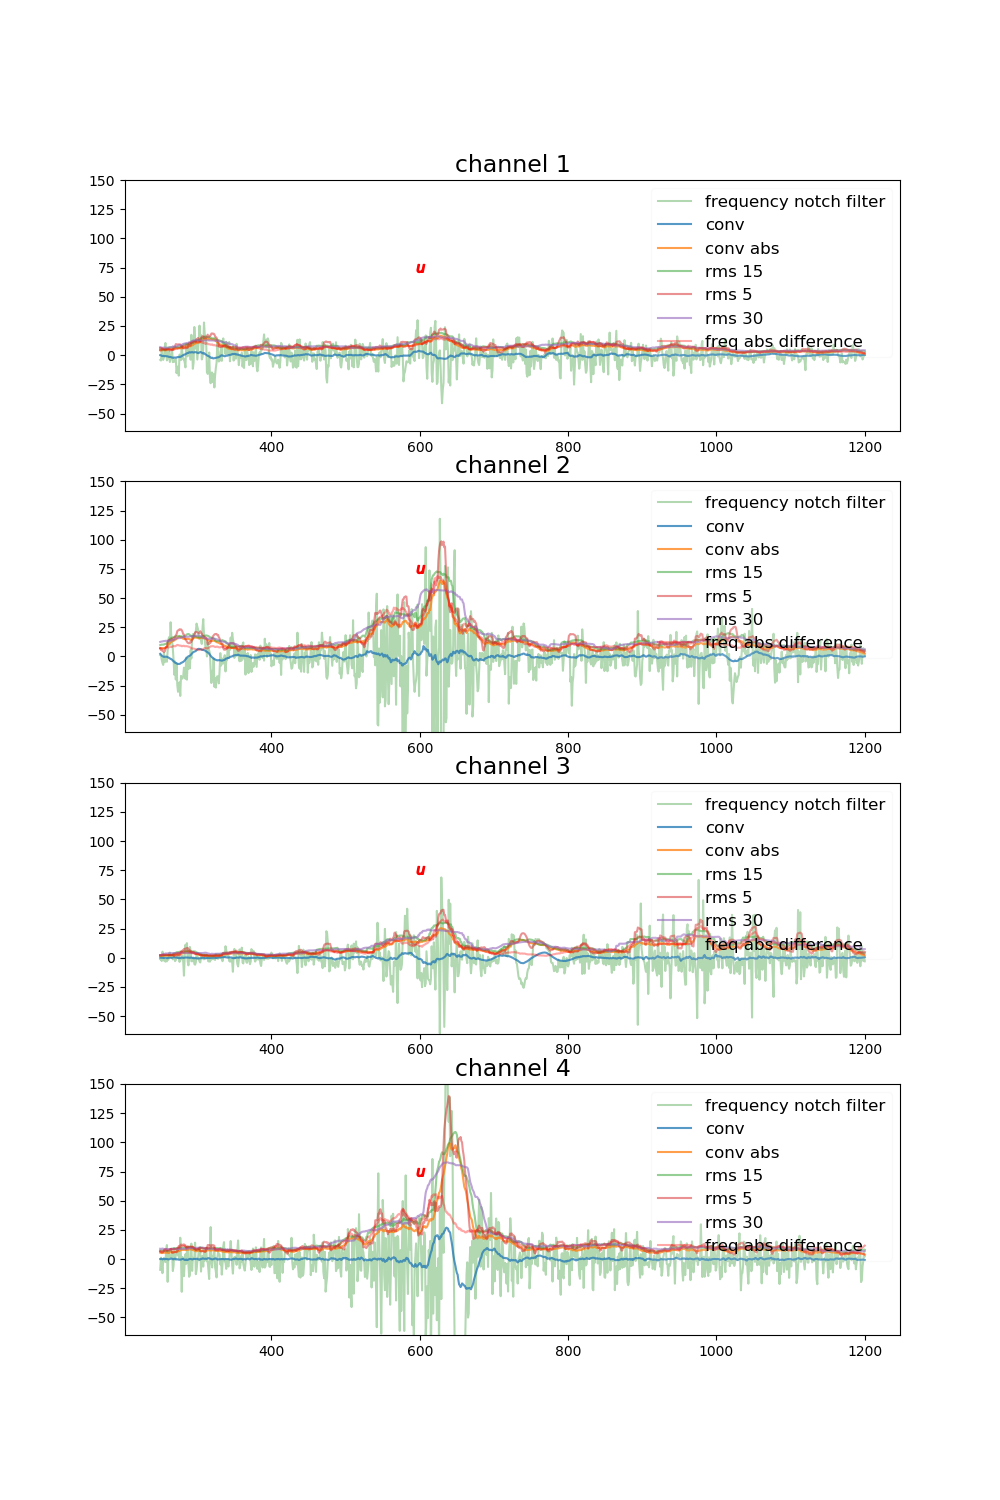 channel 1
150
125
100
75
50
25
0
−25
−50
frequency notch filter
conv
conv abs
rms 15
rms 5
rms 30
freq abs difference
u
400 600 800 1000 1200
channel 2
150
125
100
75
50
25
0
−25
−50
frequency notch filter
conv
conv abs
rms 15
rms 5
rms 30
freq abs difference
u
400 600 800 1000 1200
channel 3
150
125
100
75
50
25
0
−25
−50
frequency notch filter
conv
conv abs
rms 15
rms 5
rms 30
freq abs difference
u
400 600 800 1000 1200
channel 4
150
125
100
75
50
25
0
−25
−50
frequency notch filter
conv
conv abs
rms 15
rms 5
rms 30
freq abs difference
u
400 600 800 1000 1200